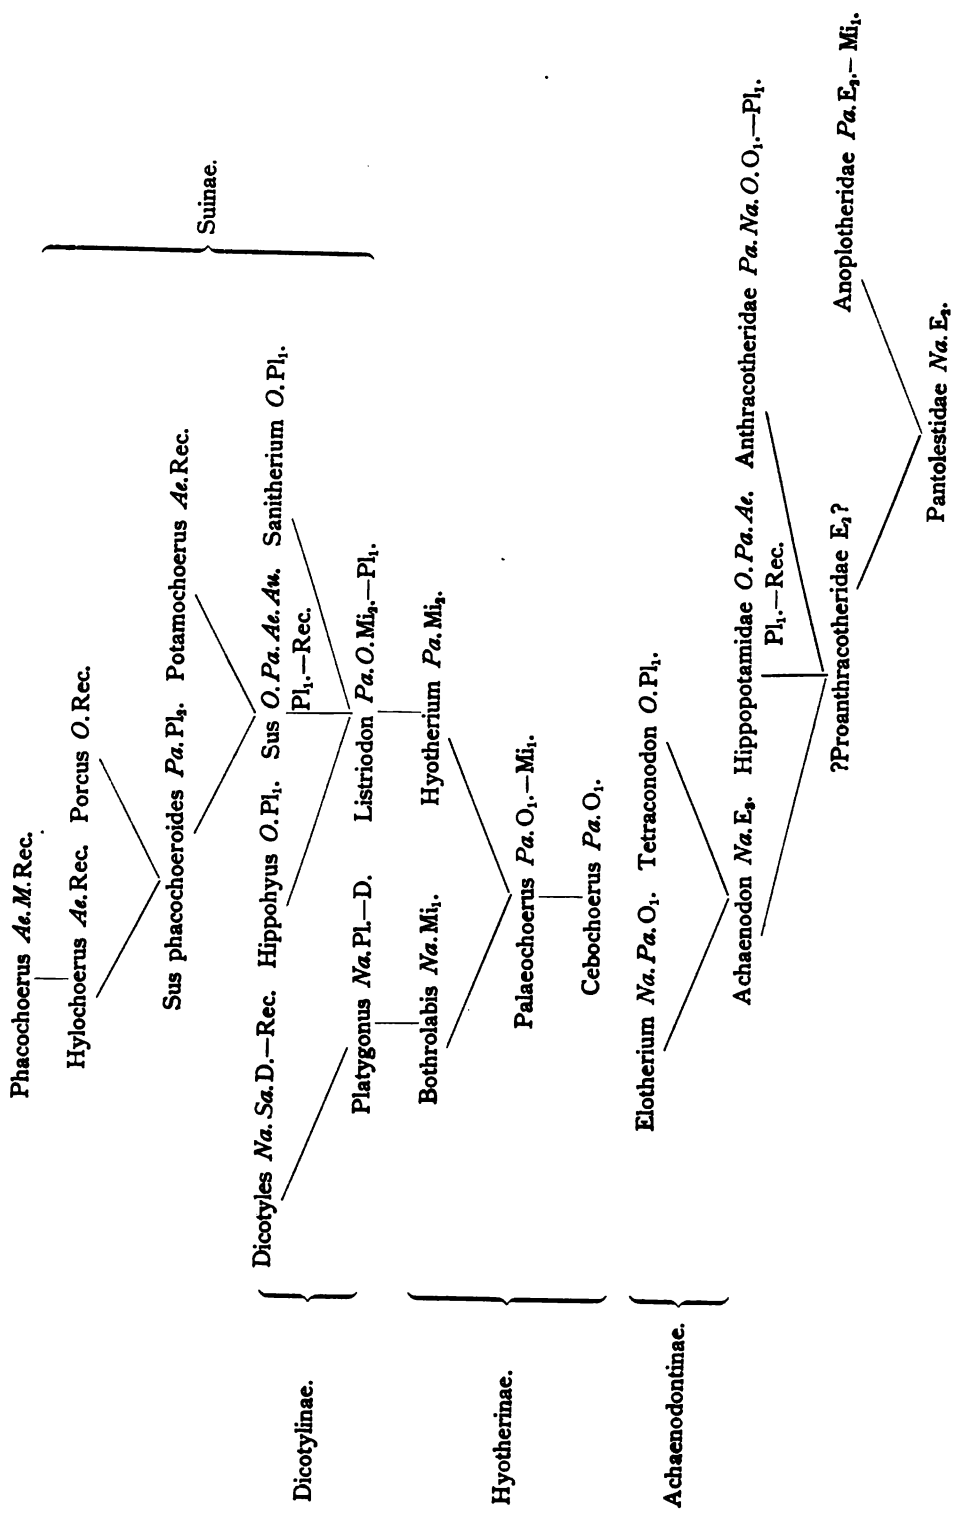 Phacochoerus Ae. M. Rec.
Hylochoerus Ae. Rec. Porcus O. Rec.
Sus phacochoeroides Pa. Pl₂. Potamochoerus Ae. Rec.
Suinae.
Dicotyles Na. Sa. D.—Rec. Hippohyus O. Pl₁. Sus O. Pa. Ae. Au. Sanitherium O. Pl₁.
Pl₁.—Rec.
Dicotylinae.
Platygonus Na. Pl.—D. Listriodon Pa. O. Mi₂.—Pl₁.
Bothrolabis Na. Mi₁. Hyotherium Pa. Mi₂.
Hyotherinae.
Palaeochoerus Pa. O₁.—Mi₁.
Cebochoerus Pa. O₁.
Elotherium Na. Pa. O₁. Tetraconodon O. Pl₁.
Achaenodontinae.
Achaenodon Na. E₂. Hippopotamidae O. Pa. Ae. Anthracotheridae Pa. Na. O. O₁.—Pl₁.
Pl₁.—Rec.
?Proanthracotheridae E₂? Anoplotheridae Pa. E₂.—Mi₁.
Pantolestidae Na. E₂.